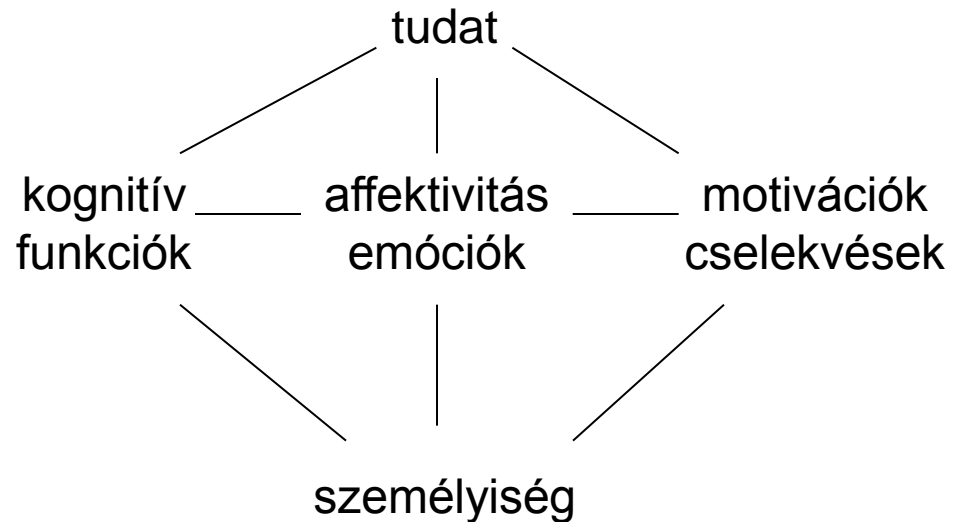 tudat
kognitív affektivitás motivációk
funkciók emóciók cselekvések
személyiség